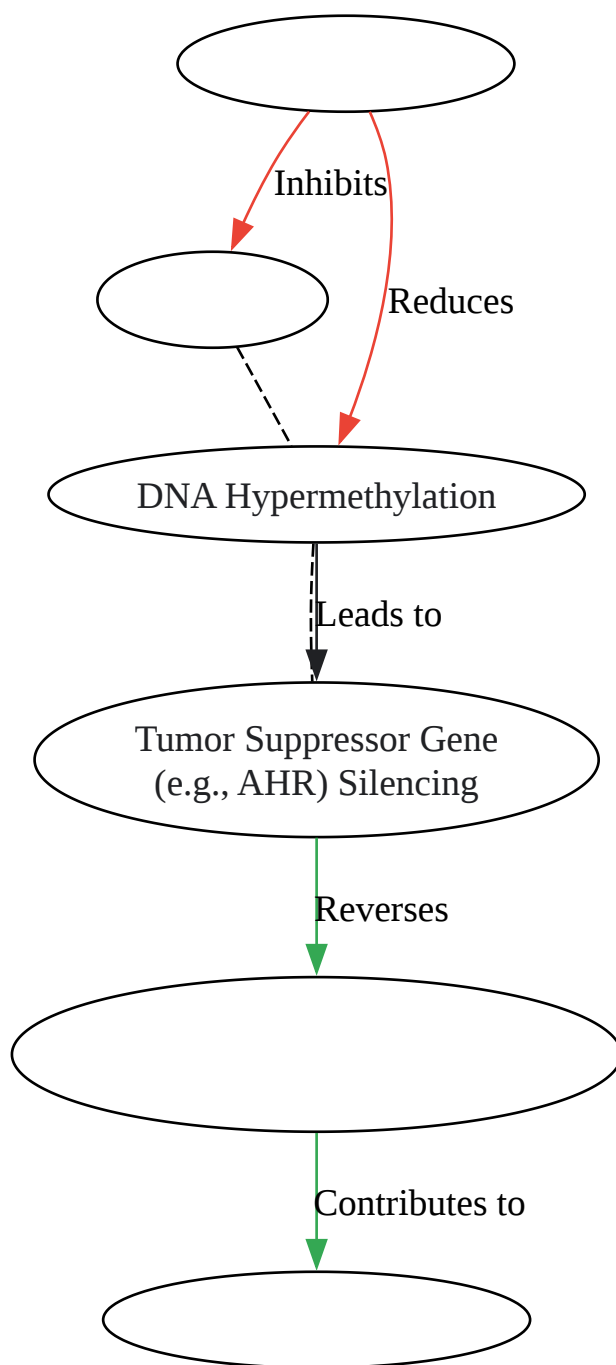 Inhibits
Reduces
DNA Hypermethylation
Leads to
Tumor Suppressor Gene
(e.g., AHR) Silencing
Reverses
Contributes to